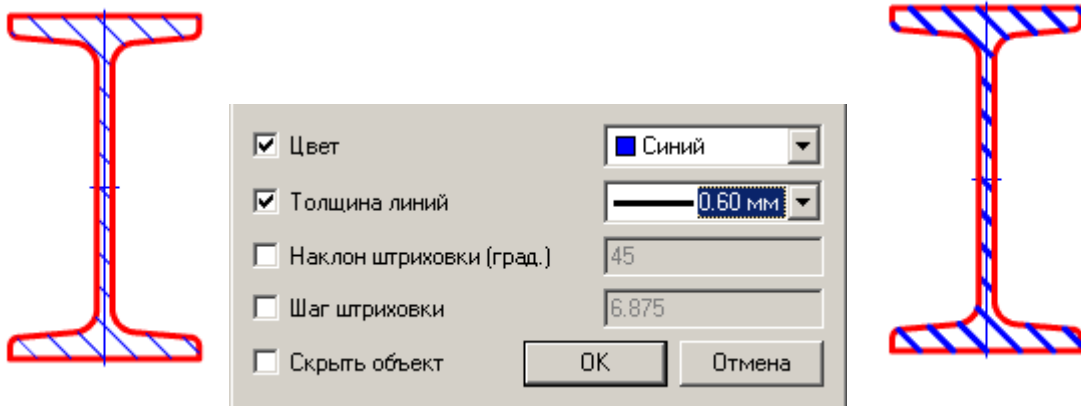 Цвет Синий
Толщина линий 0.60 мм
Наклон штриховки (град.) 45
Шаг штриховки 6.875
Скрыть объект OK Отмена